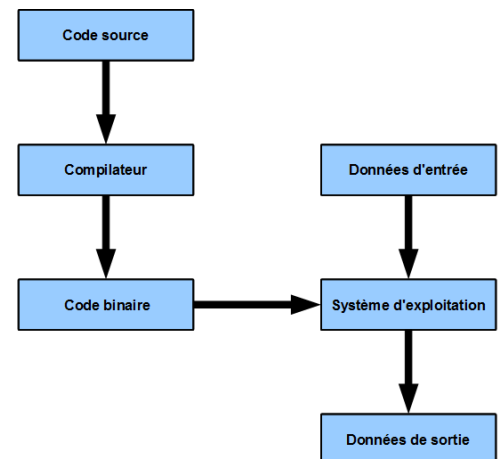 Code source
Compilateur
Données d'entrée
Code binaire
Système d'exploitation
Données de sortie